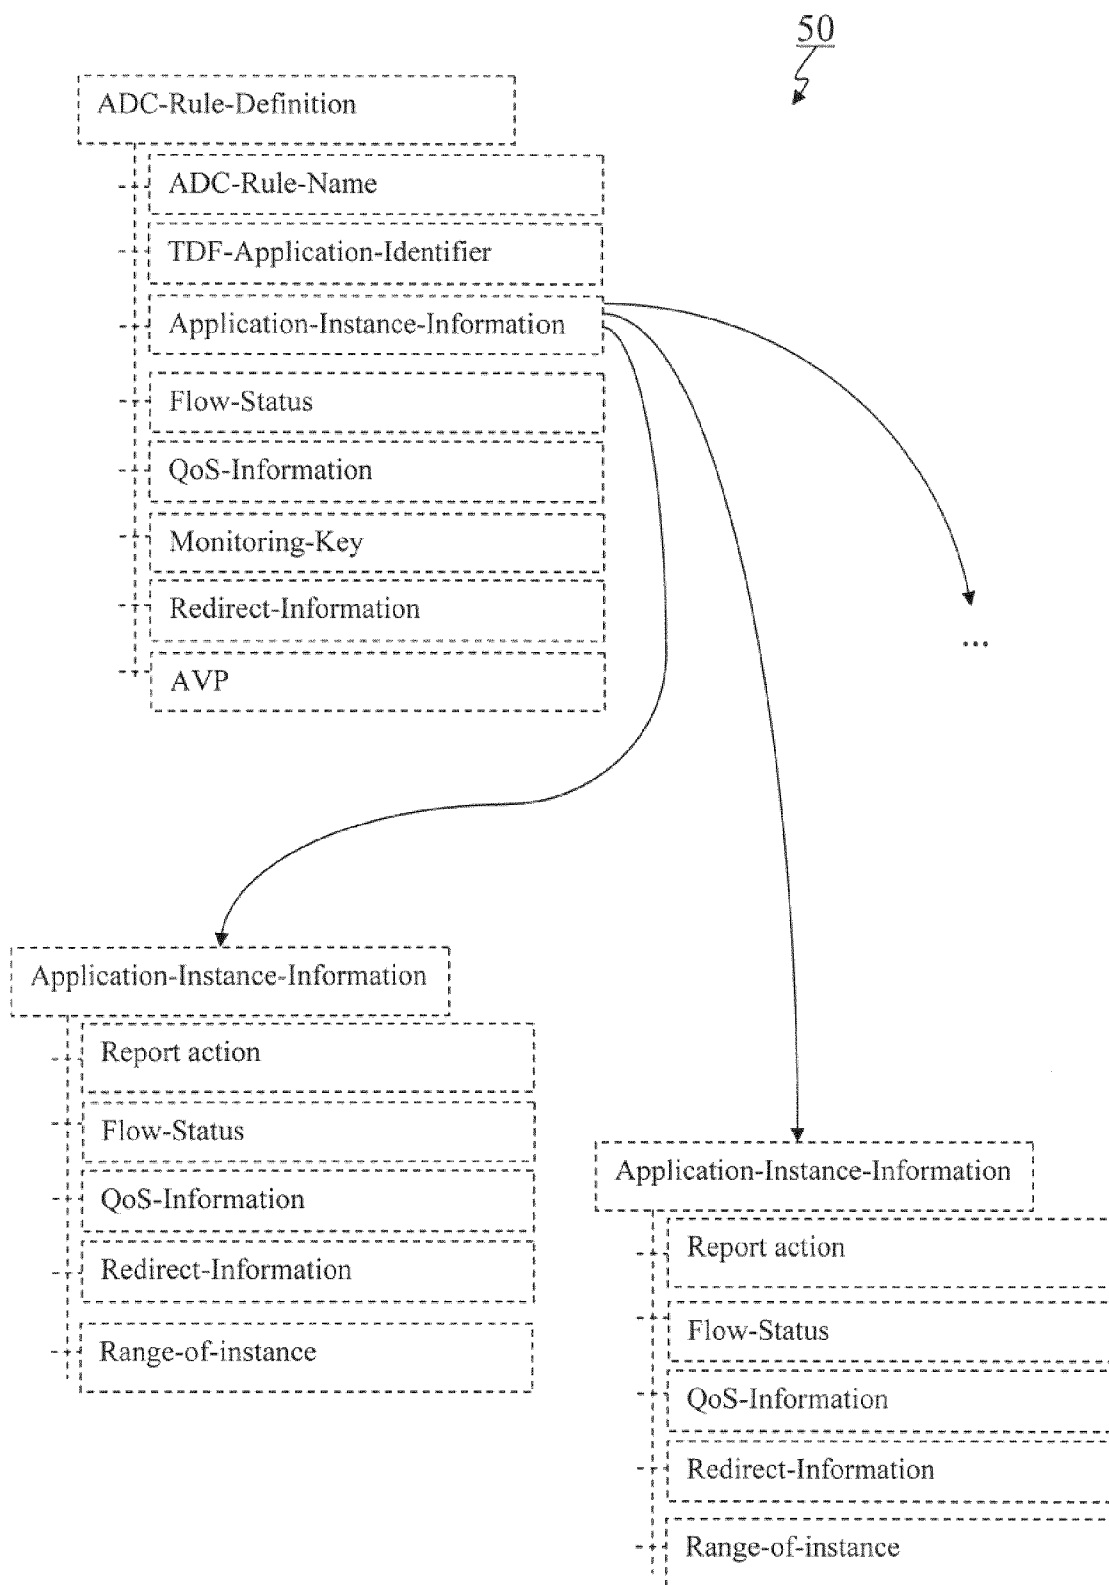 50
ADC-Rule-Definition
ADC-Rule-Name
TDF-Application-Identifier
Application-Instance-Information
Flow-Status
QoS-Information
Monitoring-Key
Redirect-Information
...
AVP
Application-Instance-Information
Report action
Flow-Status
QoS-Information
Redirect-Information
Range-of-instance
Application-Instance-Information
Report action
Flow-Status
QoS-Information
Redirect-Information
Range-of-instance